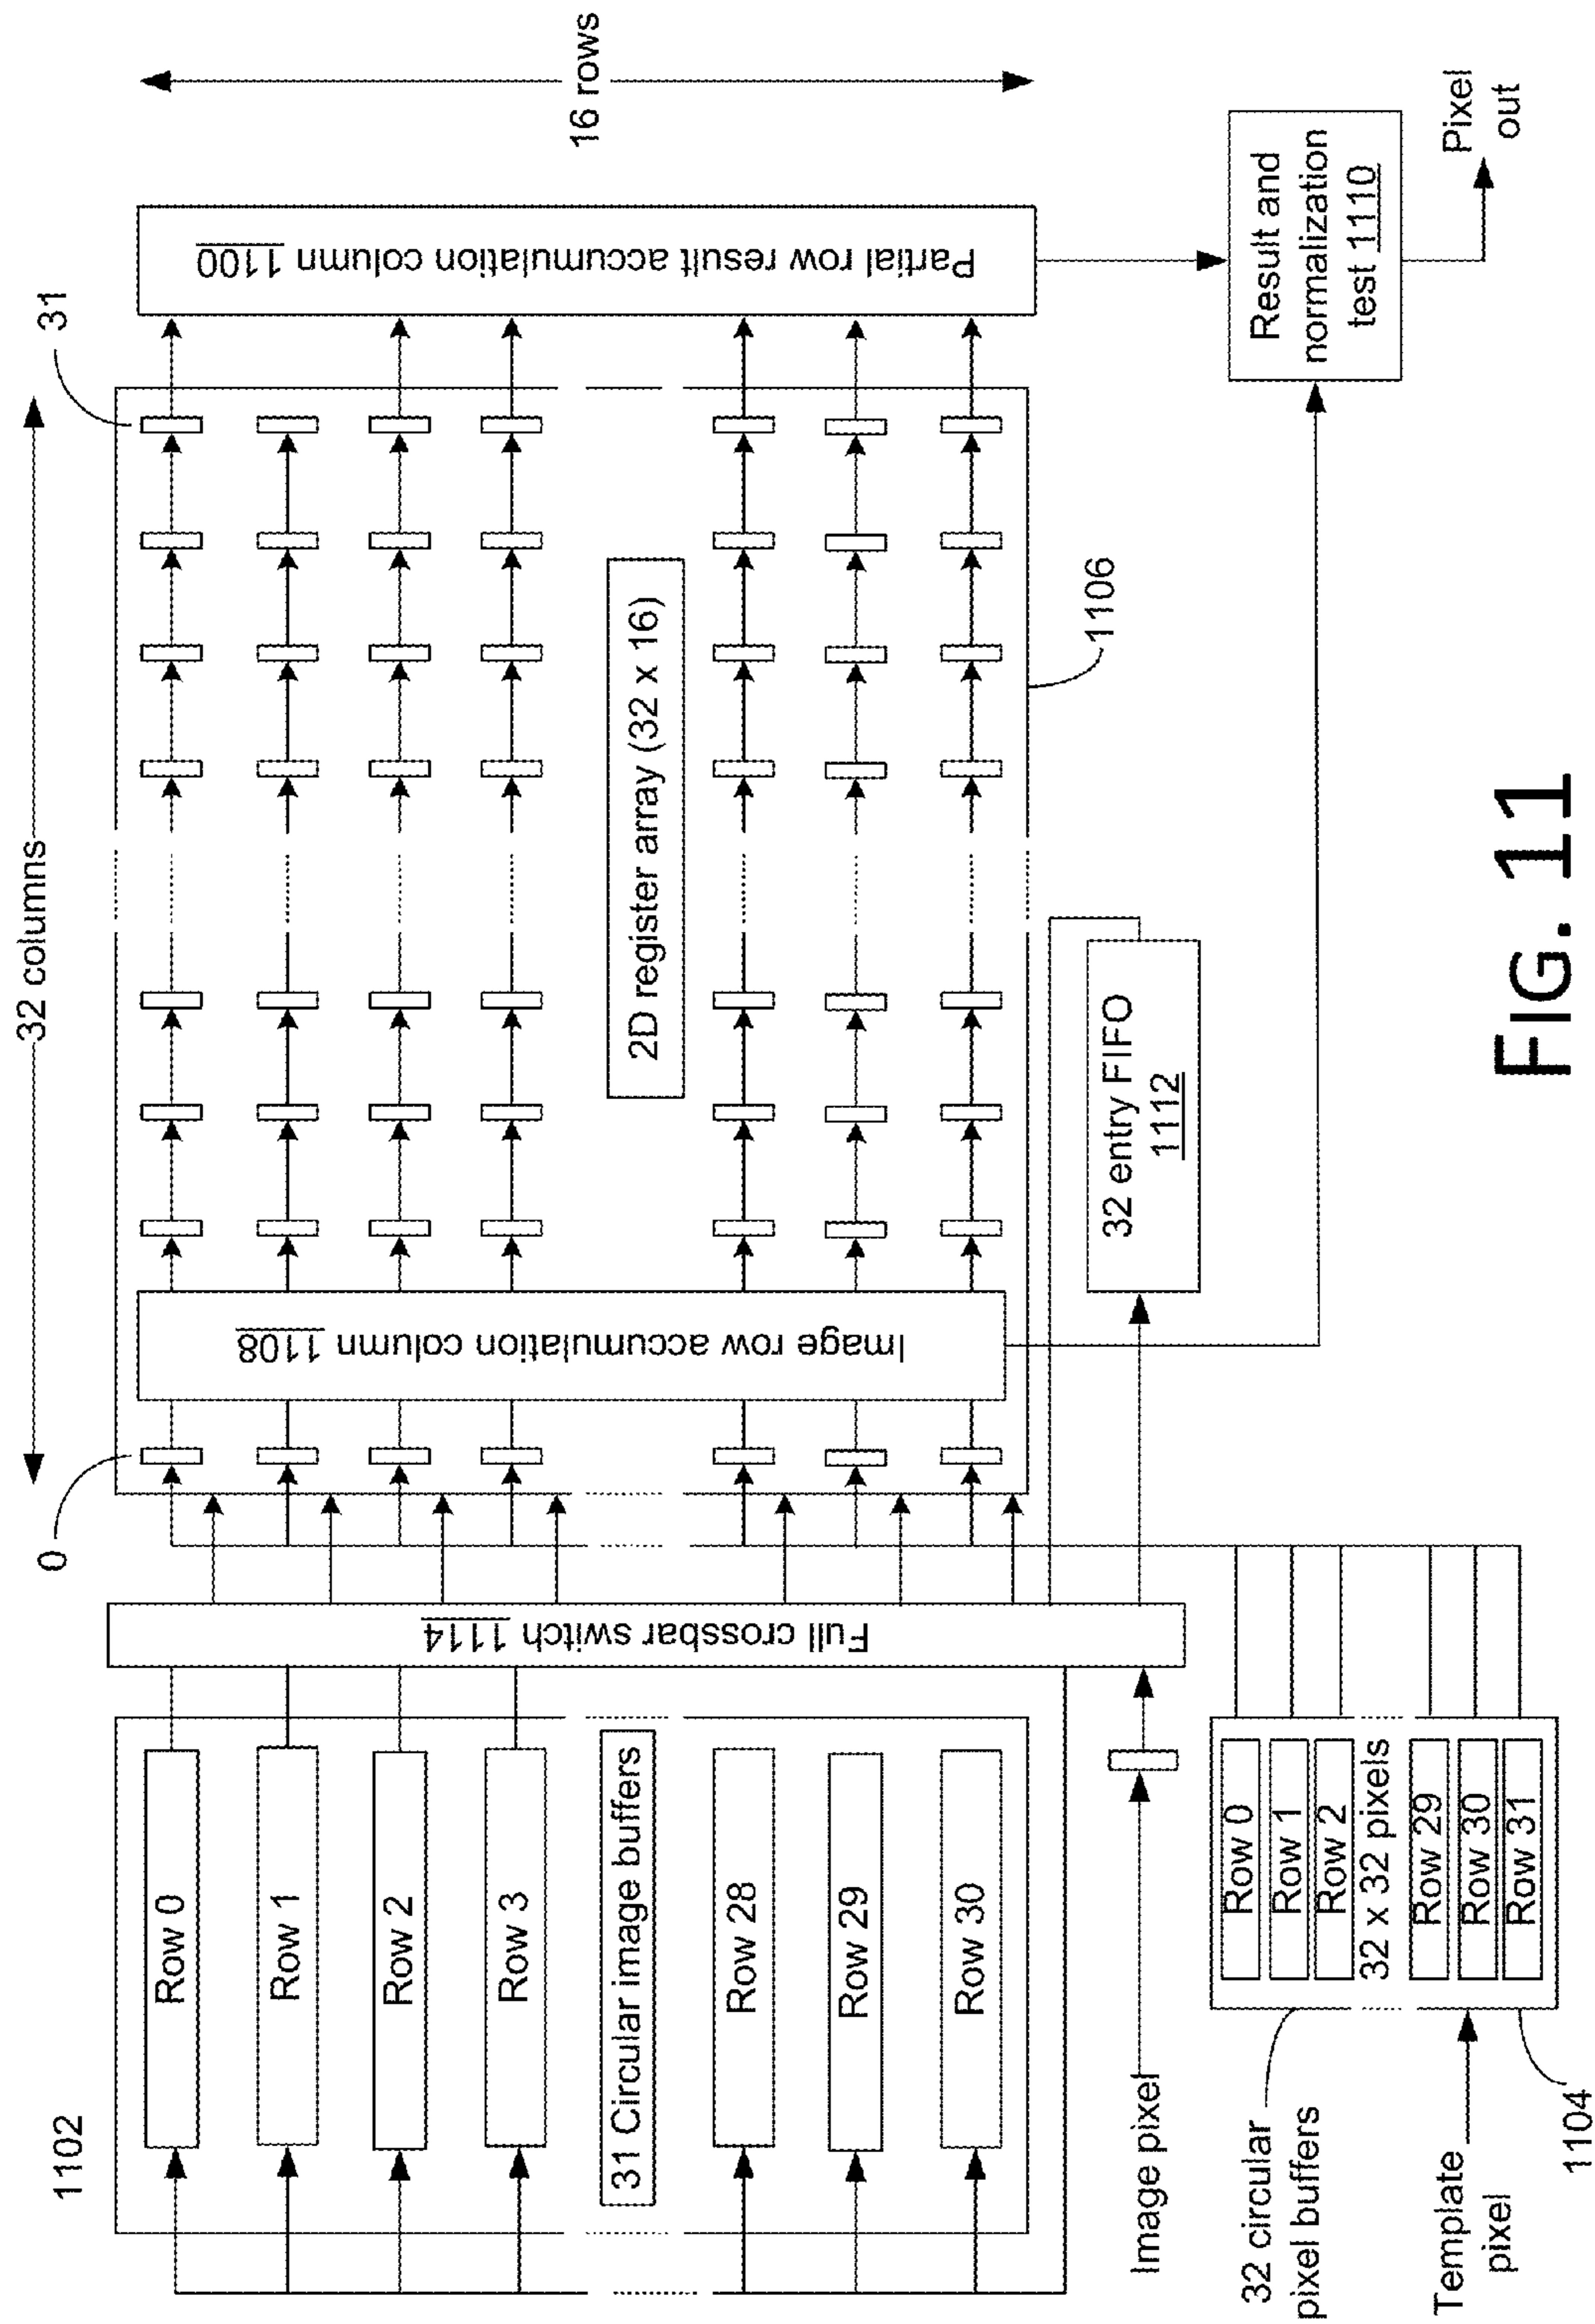 32 columns
0
31
16 rows
1102
Row 0
Row 1
Row 2
Row 3
31 Circular image buffers
Row 28
Row 29
Row 30
Full crossbar switch 1114
Image row accumulation column 1108
2D register array (32 x 16)
Partial row result accumulation column 1100
1106
Image pixel
32 entry FIFO
1112
Result and
normalization
test 1110
Pixel
out
32 circular
pixel buffers
Template
pixel
1104
Row 0
Row 1
Row 2
32 x 32 pixels
Row 29
Row 30
Row 31
FIG. 11